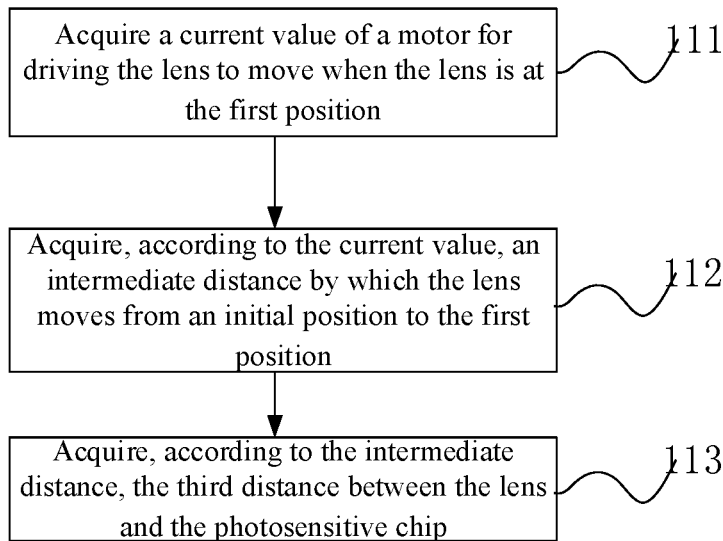 Acquire a current value of a motor for
driving the lens to move when the lens is at
the first position
111
Acquire, according to the current value, an
intermediate distance by which the lens
moves from an initial position to the first
position
112
Acquire, according to the intermediate
distance, the third distance between the lens
and the photosensitive chip
113